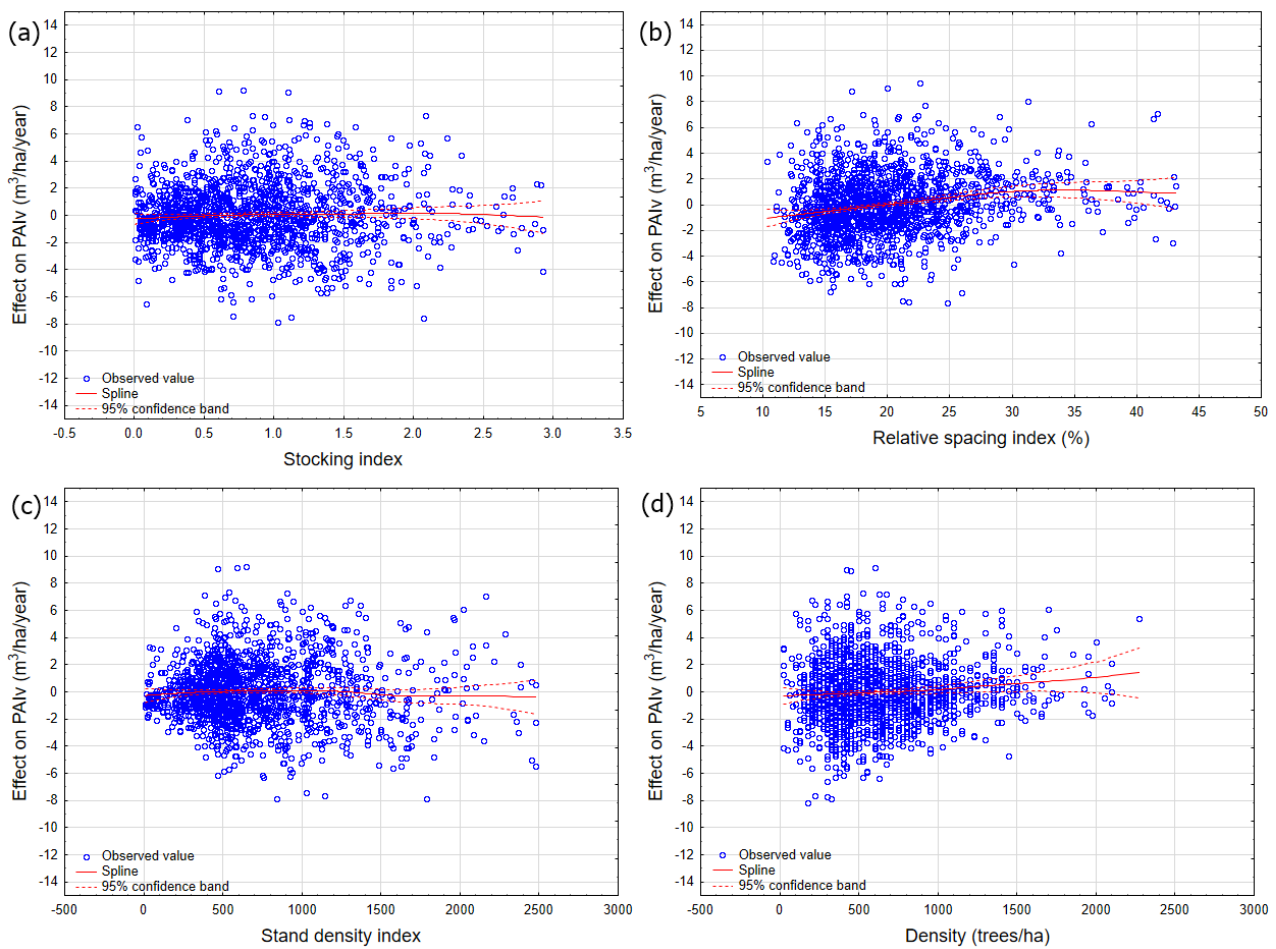 (a)
14
12
10
8
6
4
2
0
-2
-4
-6
-8
-10
-12
-14
Effect on PAIv (m³/ha/year)
Observed value
Spline
95% confidence band
-0.5 0.0 0.5 1.0 1.5 2.0 2.5 3.0 3.5
Stocking index
(b)
14
12
10
8
6
4
2
0
-2
-4
-6
-8
-10
-12
-14
Effect on PAIv (m³/ha/year)
Observed value
Spline
95% confidence band
5 10 15 20 25 30 35 40 45 50
Relative spacing index (%)
(c)
14
12
10
8
6
4
2
0
-2
-4
-6
-8
-10
-12
-14
Effect on PAIv (m³/ha/year)
Observed value
Spline
95% confidence band
-500 0 500 1000 1500 2000 2500 3000
Stand density index
(d)
14
12
10
8
6
4
2
0
-2
-4
-6
-8
-10
-12
-14
Effect on PAIv (m³/ha/year)
Observed value
Spline
95% confidence band
-500 0 500 1000 1500 2000 2500 3000
Density (trees/ha)